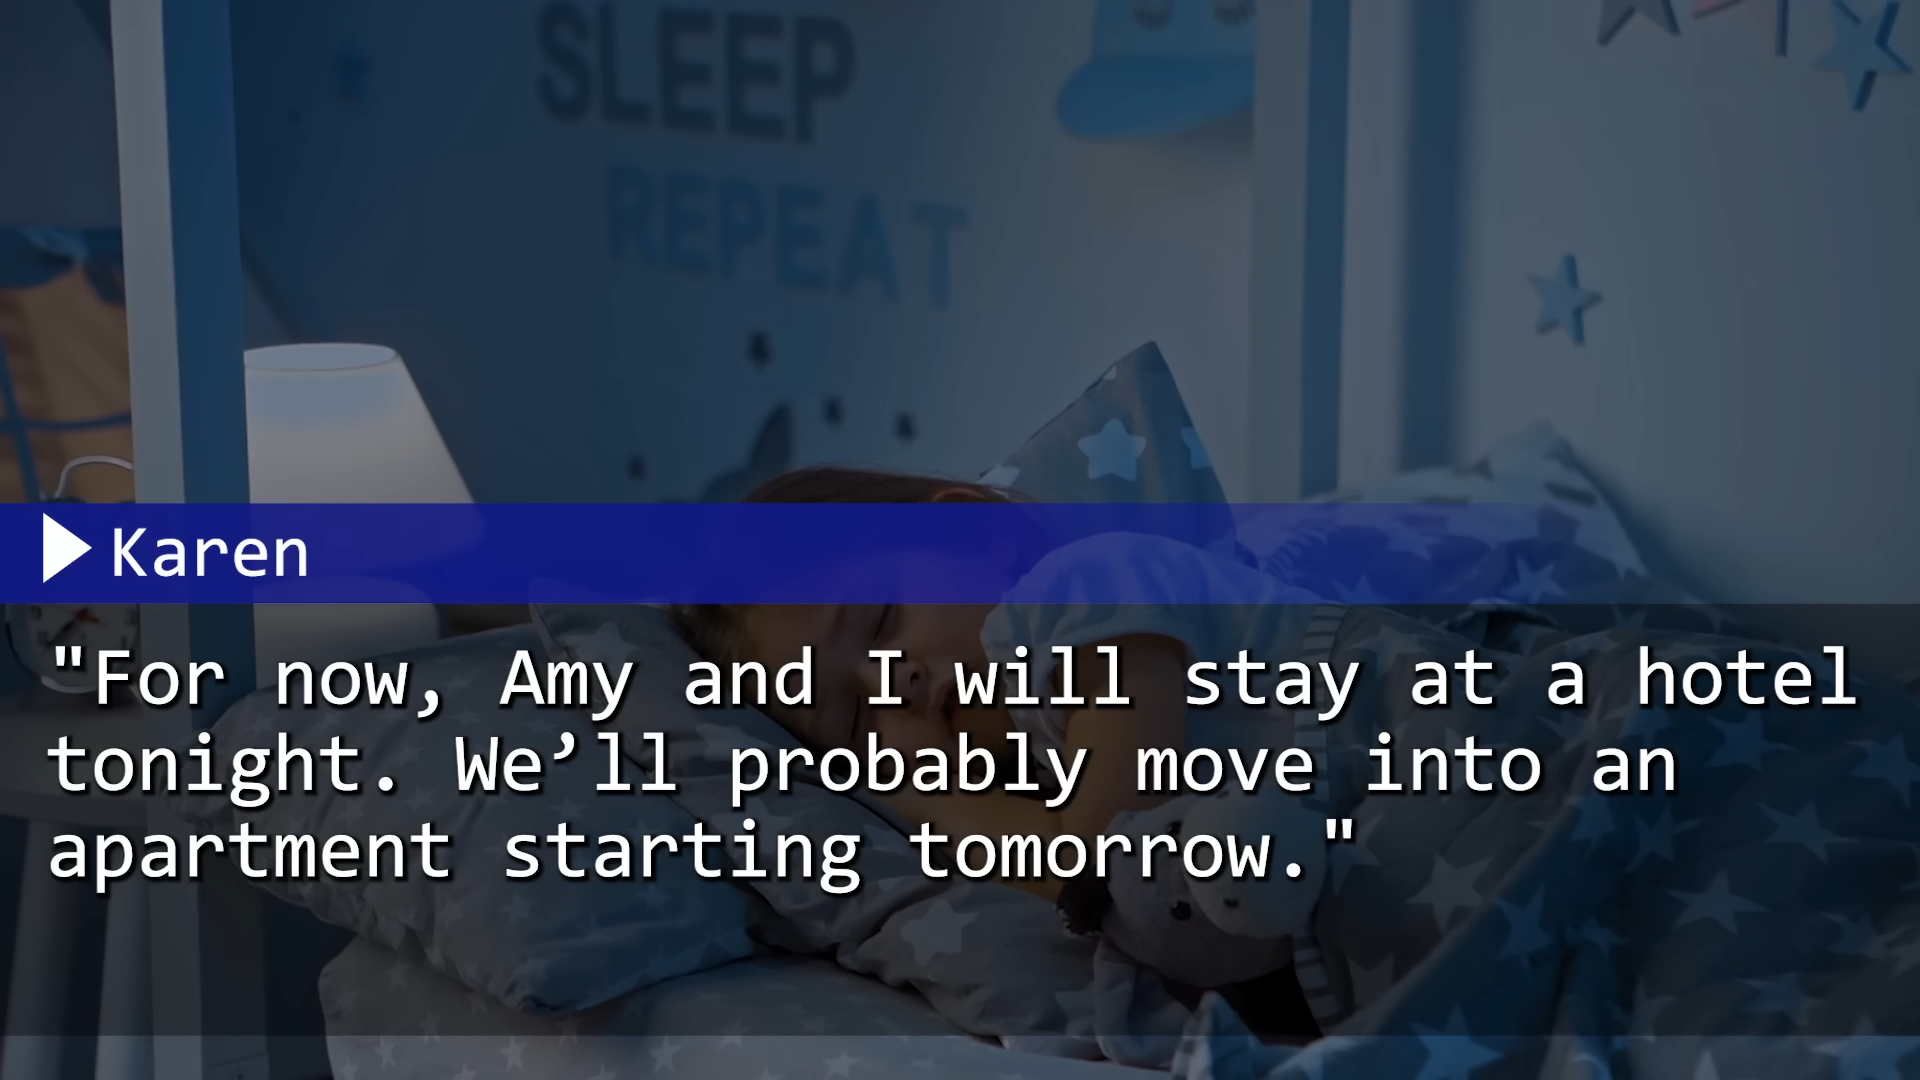 SLEEP
REPEAT
Karen
"For now, Amy and I will stay at a hotel
tonight. We’ll probably move into an
apartment starting tomorrow."